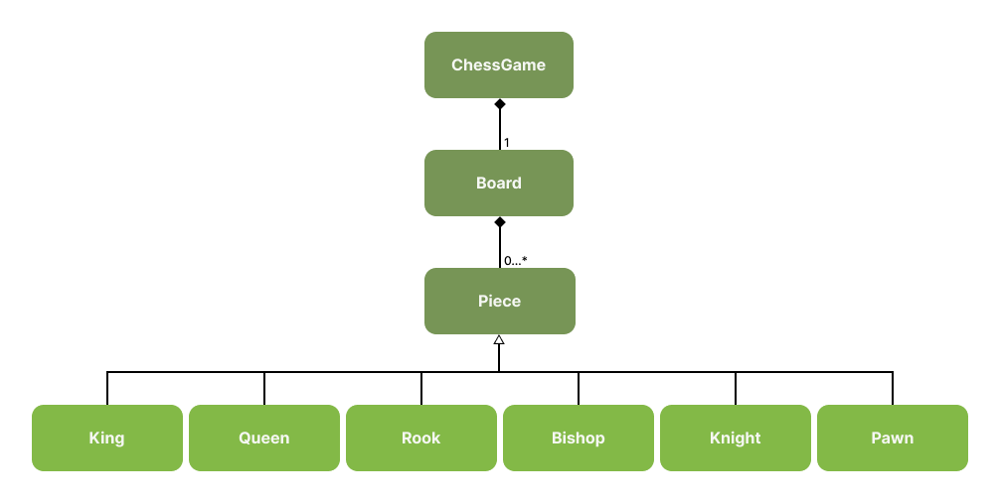 ChessGame
1
Board
0...*
Piece
King
Queen
Rook
Bishop
Knight
Pawn